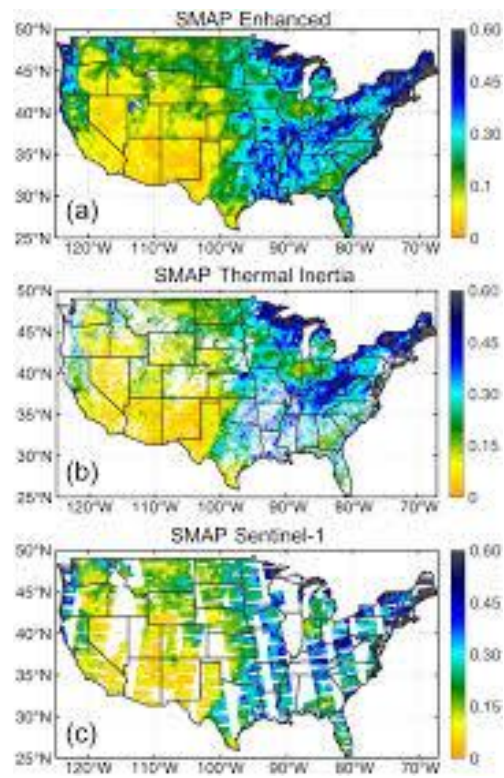 SMAP Enhanced
50°N 0.60
45°N 0.45
40°N
35°N 0.30
30°N 0.1
25°N 0
(a)
120°W 110°W 100°W 90°W 80°W 70°W
SMAP Thermal Inertia
50°N 0.60
45°N 0.45
40°N
35°N 0.30
30°N 0.15
25°N 0
(b)
120°W 110°W 100°W 90°W 80°W 70°W
SMAP Sentinel-1
50°N 0.60
45°N 0.45
40°N
35°N 0.30
30°N 0.15
25°N 0
(c)
120°W 110°W 100°W 90°W 80°W 70°W